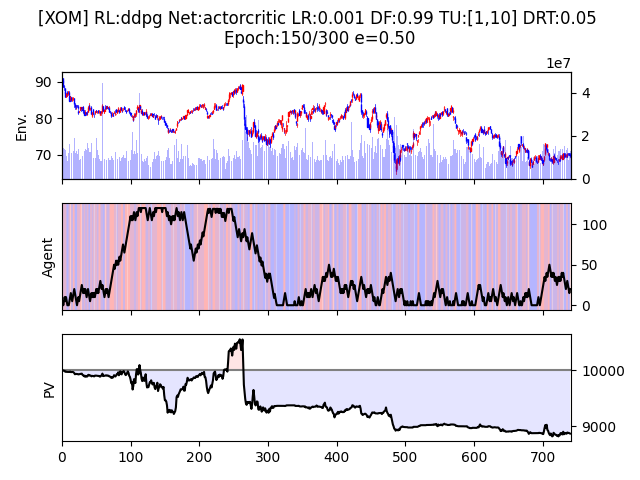 [XOM] RL:ddpg Net:actorcritic LR:0.001 DF:0.99 TU:[1,10] DRT:0.05
Epoch:150/300 e=0.50
1e7
90
80
70
Env.
4
2
0
Agent
100
50
0
PV
10000
9000
0 100 200 300 400 500 600 700